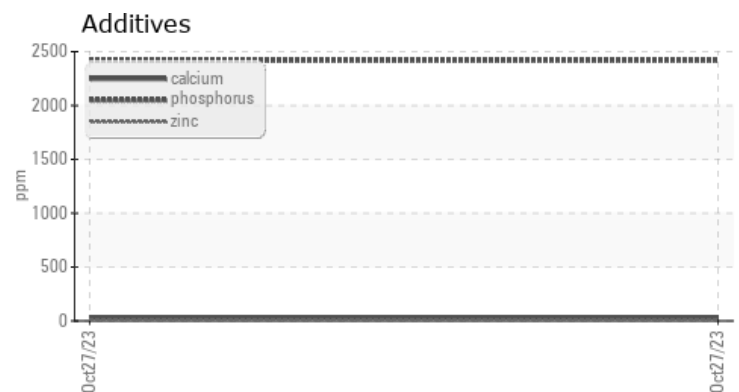 Additives
2500
2000
1500
1000
500
0
ppm
calcium
phosphorus
zinc
Oct27/23
Oct27/23